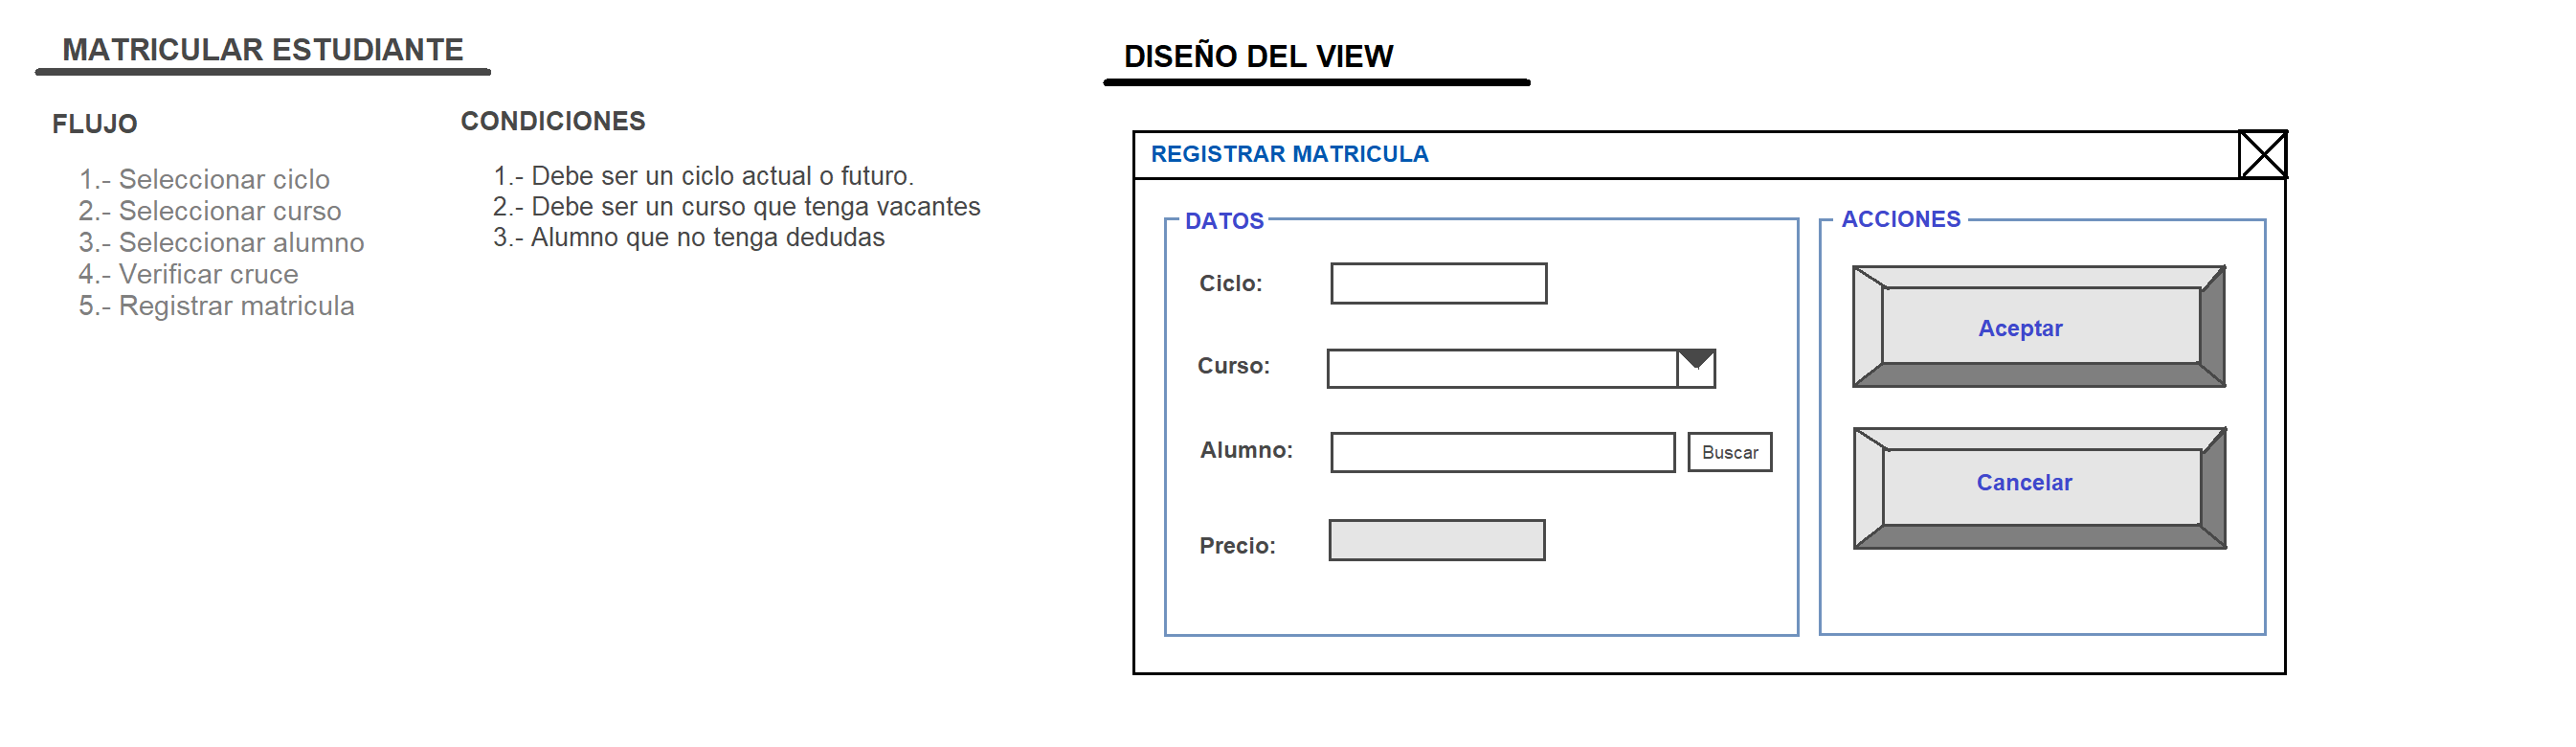 MATRICULAR ESTUDIANTE
FLUJO
1.- Seleccionar ciclo
2.- Seleccionar curso
3.- Seleccionar alumno
4.- Verificar cruce
5.- Registrar matricula
CONDICIONES
1.- Debe ser un ciclo actual o futuro.
2.- Debe ser un curso que tenga vacantes
3.- Alumno que no tenga dedudas
DISEÑO DEL VIEW
REGISTRAR MATRICULA
DATOS
Ciclo:
Curso:
Alumno:
Buscar
Precio:
ACCIONES
Aceptar
Cancelar